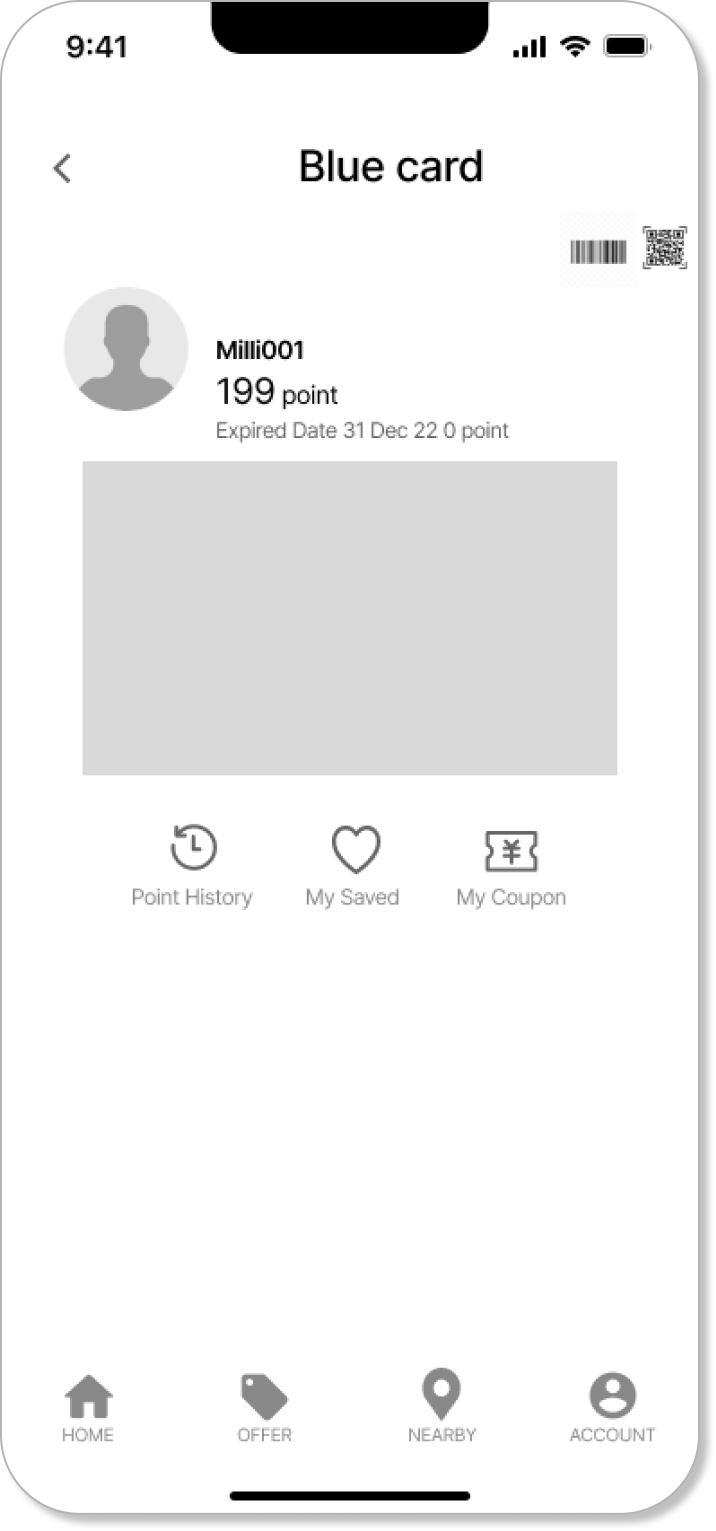 9:41
Blue card
Milli001
199 point
Expired Date 31 Dec 22 0 point
¥
Point History
My Saved
My Coupon
HOME
OFFER
NEARBY
ACCOUNT